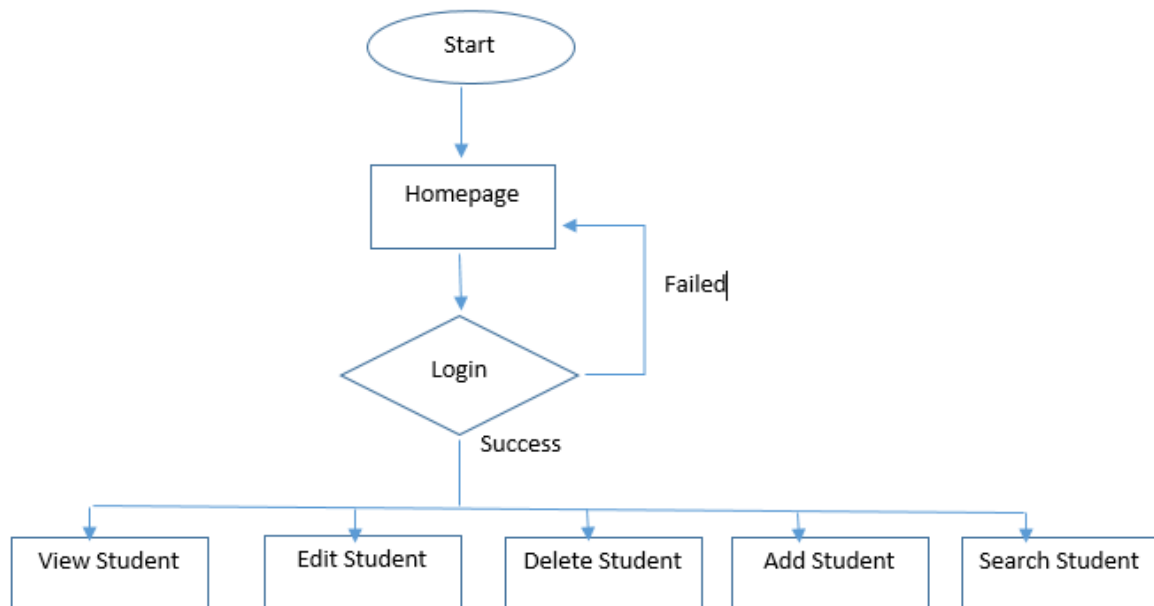 Start
Homepage
Failed
Login
Success
View Student
Edit Student
Delete Student
Add Student
Search Student